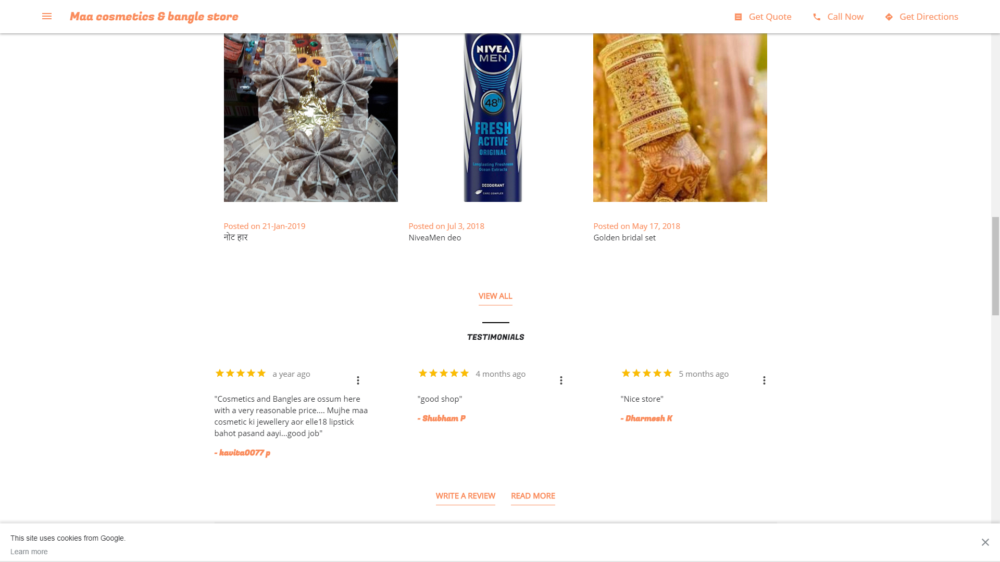 Maa cosmetics & bangle store
Get Quote
Call Now
Get Directions
NIVEA
MEN
48h
FRESH
ACTIVE
ORIGINAL
Longlasting Freshness
Ocean Extracts
DEODORANT
CARE COMPLEX
Posted on 21-Jan-2019
नोट हार
Posted on Jul 3, 2018
NiveaMen deo
Posted on May 17, 2018
Golden bridal set
VIEW ALL
TESTIMONIALS
a year ago
"Cosmetics and Bangles are ossum here
with a very reasonable price.... Mujhe maa
cosmetic ki jewellery aor elle18 lipstick
bahot pasand aayi...good job"
- kavita0077 p
4 months ago
"good shop"
- Shubham P
5 months ago
"Nice store"
- Dharmesh K
WRITE A REVIEW
READ MORE
This site uses cookies from Google.
Learn more